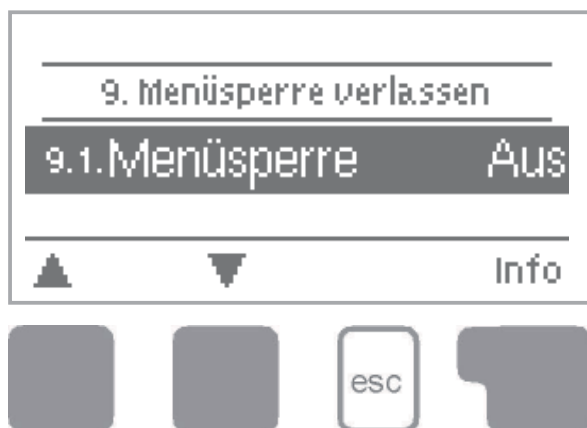 9. Menüsperre verlassen
9.1.Menüsperre Aus
▲ ▼ Info
esc